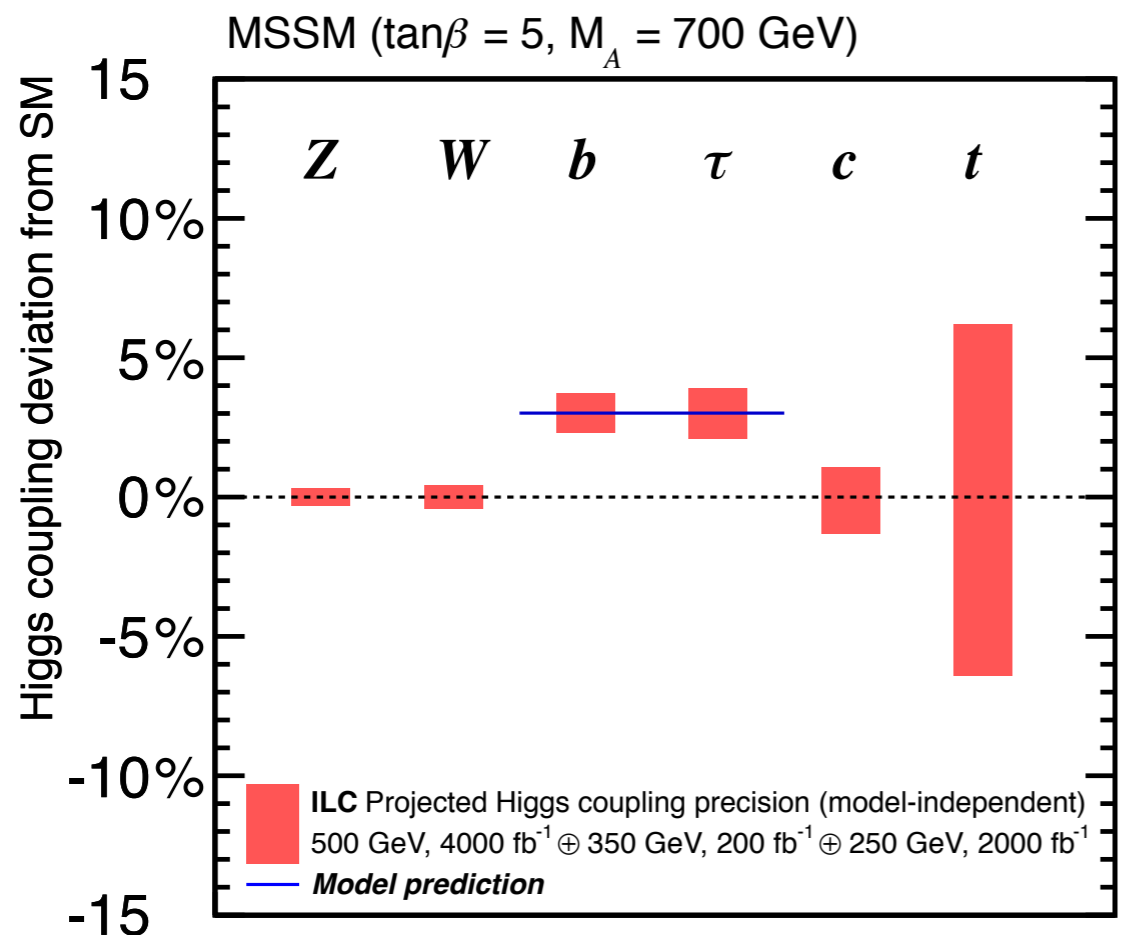 MSSM (tanβ = 5, M_A = 700 GeV)
Higgs coupling deviation from SM
15
10%
5%
0%
-5%
-10%
-15
Z W b τ c t
ILC Projected Higgs coupling precision (model-independent)
500 GeV, 4000 fb⁻¹ ⊕ 350 GeV, 200 fb⁻¹ ⊕ 250 GeV, 2000 fb⁻¹
Model prediction